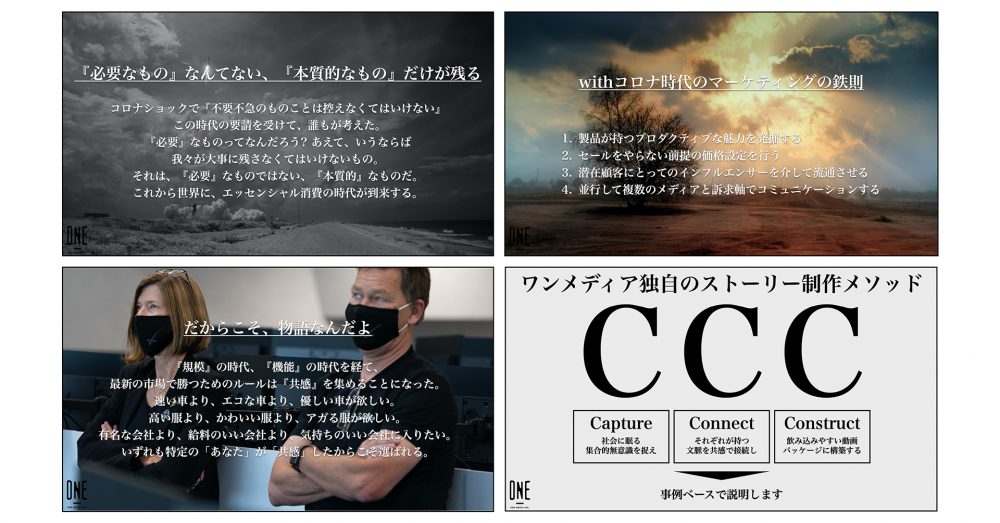 『必要なもの』なんてない、『本質的なもの』だけが残る
コロナショックで『不要不急のものことは控えなくてはいけない』
この時代の要請を受けて、誰もが考えた。
『必要』なものってなんだろう? あえて、いうならば
我々が大事に残さなくてはいけないもの。
それは、『必要』なものではない、『本質的』なものだ。
これから世界に、エッセンシャル消費の時代が到来する。
ONE
withコロナ時代のマーケティングの鉄則
1. 製品が持つプロダクティブな魅力を発掘する
2. セールをやらない前提の価格設定を行う
3. 潜在顧客にとってのインフルエンサーを介して流通させる
4. 並行して複数のメディアと訴求軸でコミュニケーションする
ONE
だからこそ、物語なんだよ
『規模』の時代、『機能』の時代を経て、
最新の市場で勝つためのルールは『共感』を集めることになった。
速い車より、エコな車より、優しい車が欲しい。
高い服より、かわいい服より、アガる服が欲しい。
有名な会社より、給料のいい会社より、気持ちのいい会社に入りたい。
いずれも特定の「あなた」が「共感」したからこそ選ばれる。
ONE
ワンメディア独自のストーリー制作メソッド
CCC
Capture
社会に眠る
集合的無意識を捉え
Connect
それぞれが持つ
文脈を共感で接続し
Construct
飲み込みやすい動画
パッケージに構築する
事例ベースで説明します
ONE